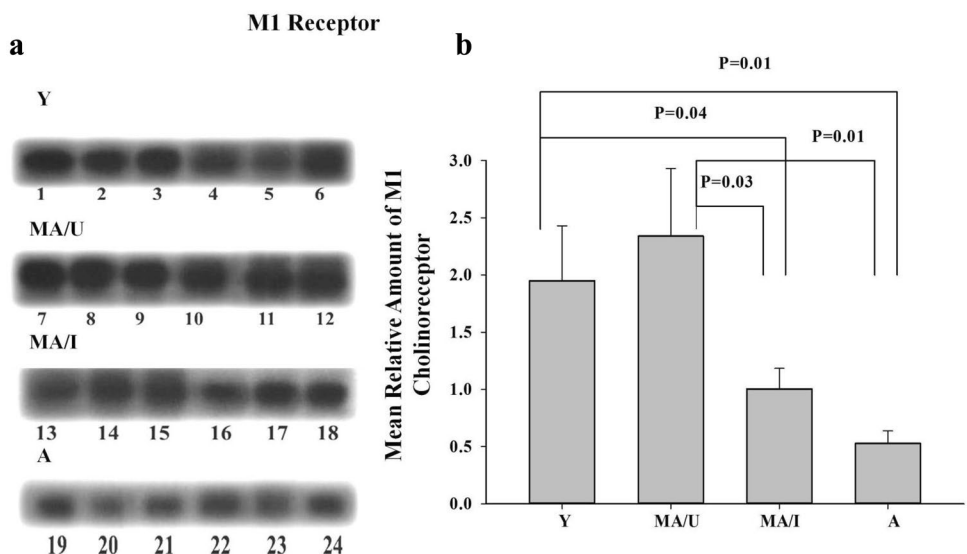 M1 Receptor
a
Y
1 2 3 4 5 6
MA/U
7 8 9 10 11 12
MA/I
13 14 15 16 17 18
A
19 20 21 22 23 24
b
P=0.01
P=0.04
P=0.01
P=0.03
Mean Relative Amount of M1
Cholinoreceptor
3.0
2.5
2.0
1.5
1.0
0.5
0.0
Y MA/U MA/I A